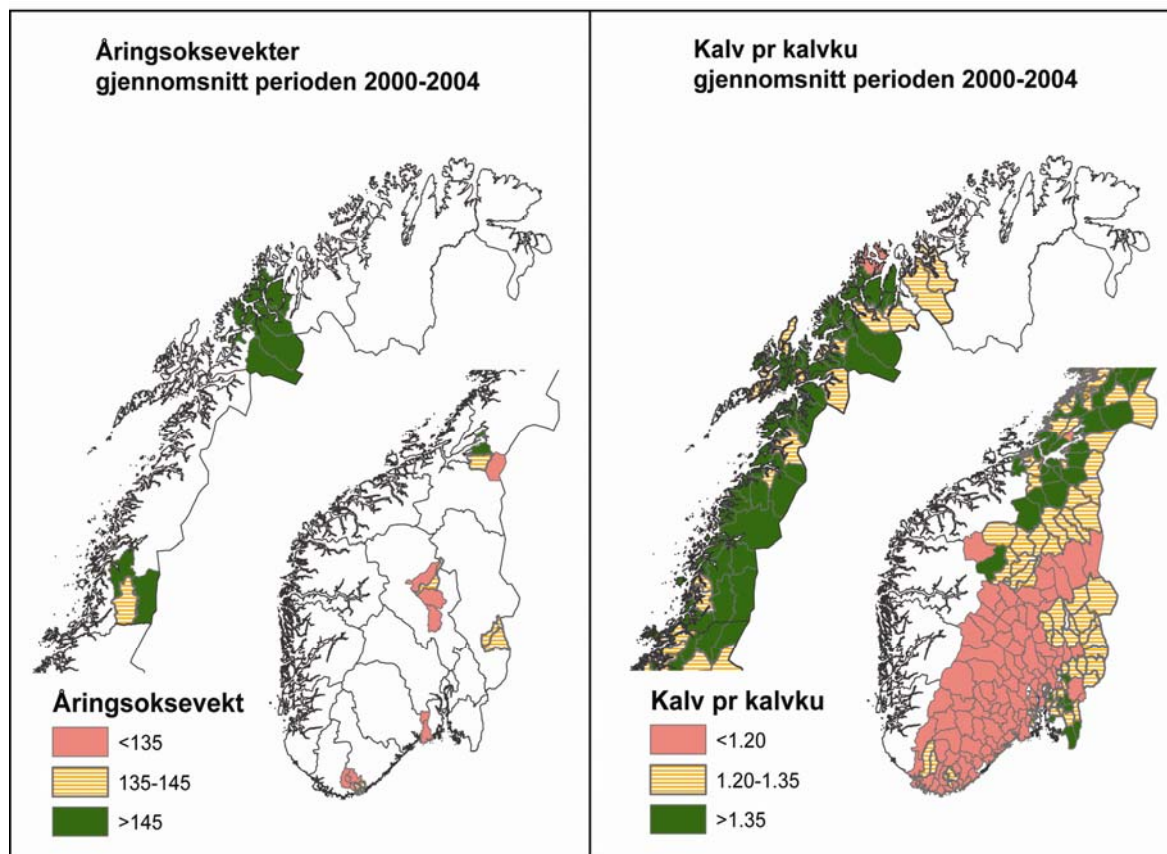 Åringsoksevekter
gjennomsnitt perioden 2000-2004
Åringsoksevekt
<135
135-145
>145
Kalv pr kalvku
gjennomsnitt perioden 2000-2004
Kalv pr kalvku
<1.20
1.20-1.35
>1.35